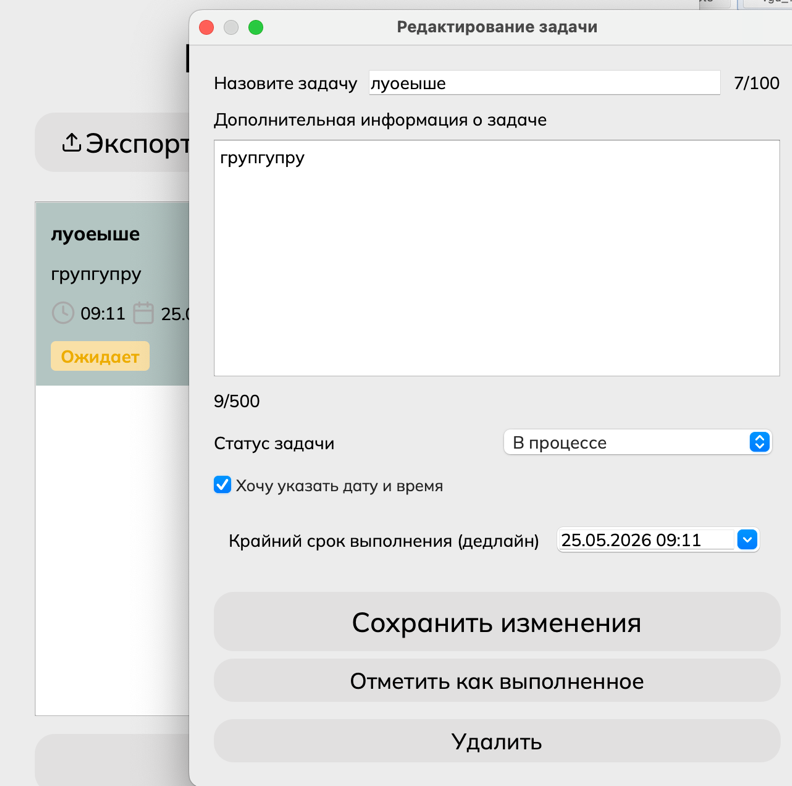 Редактирование задачи
Назовите задачу луоеыше 7/100
Дополнительная информация о задаче
групгупру
9/500
Статус задачи В процессе
Хочу указать дату и время
Крайний срок выполнения (дедлайн) 25.05.2026 09:11
Сохранить изменения
Отметить как выполненное
Удалить
Экспорт
луоеыше
групгупру
09:11 25.0
Ожидает